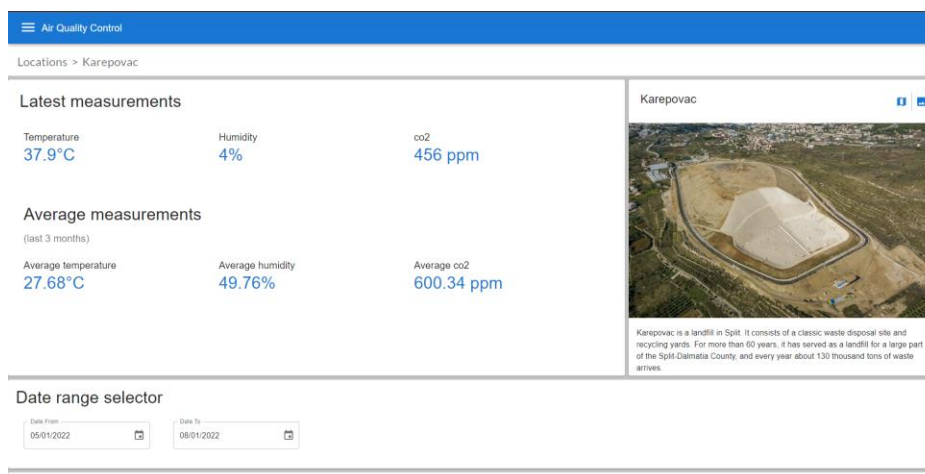 Air Quality Control
Locations > Karepovac
Latest measurements
Temperature
37.9°C
Humidity
4%
co2
456 ppm
Average measurements
(last 3 months)
Average temperature
27.68°C
Average humidity
49.76%
Average co2
600.34 ppm
Karepovac
Karepovac is a landfill in Split. It consists of a classic waste disposal site and
recycling yards. For more than 60 years, it has served as a landfill for a large part
of the Split-Dalmatia County, and every year about 130 thousand tons of waste
arrives.
Date range selector
Date From
05/01/2022
Date To
08/01/2022